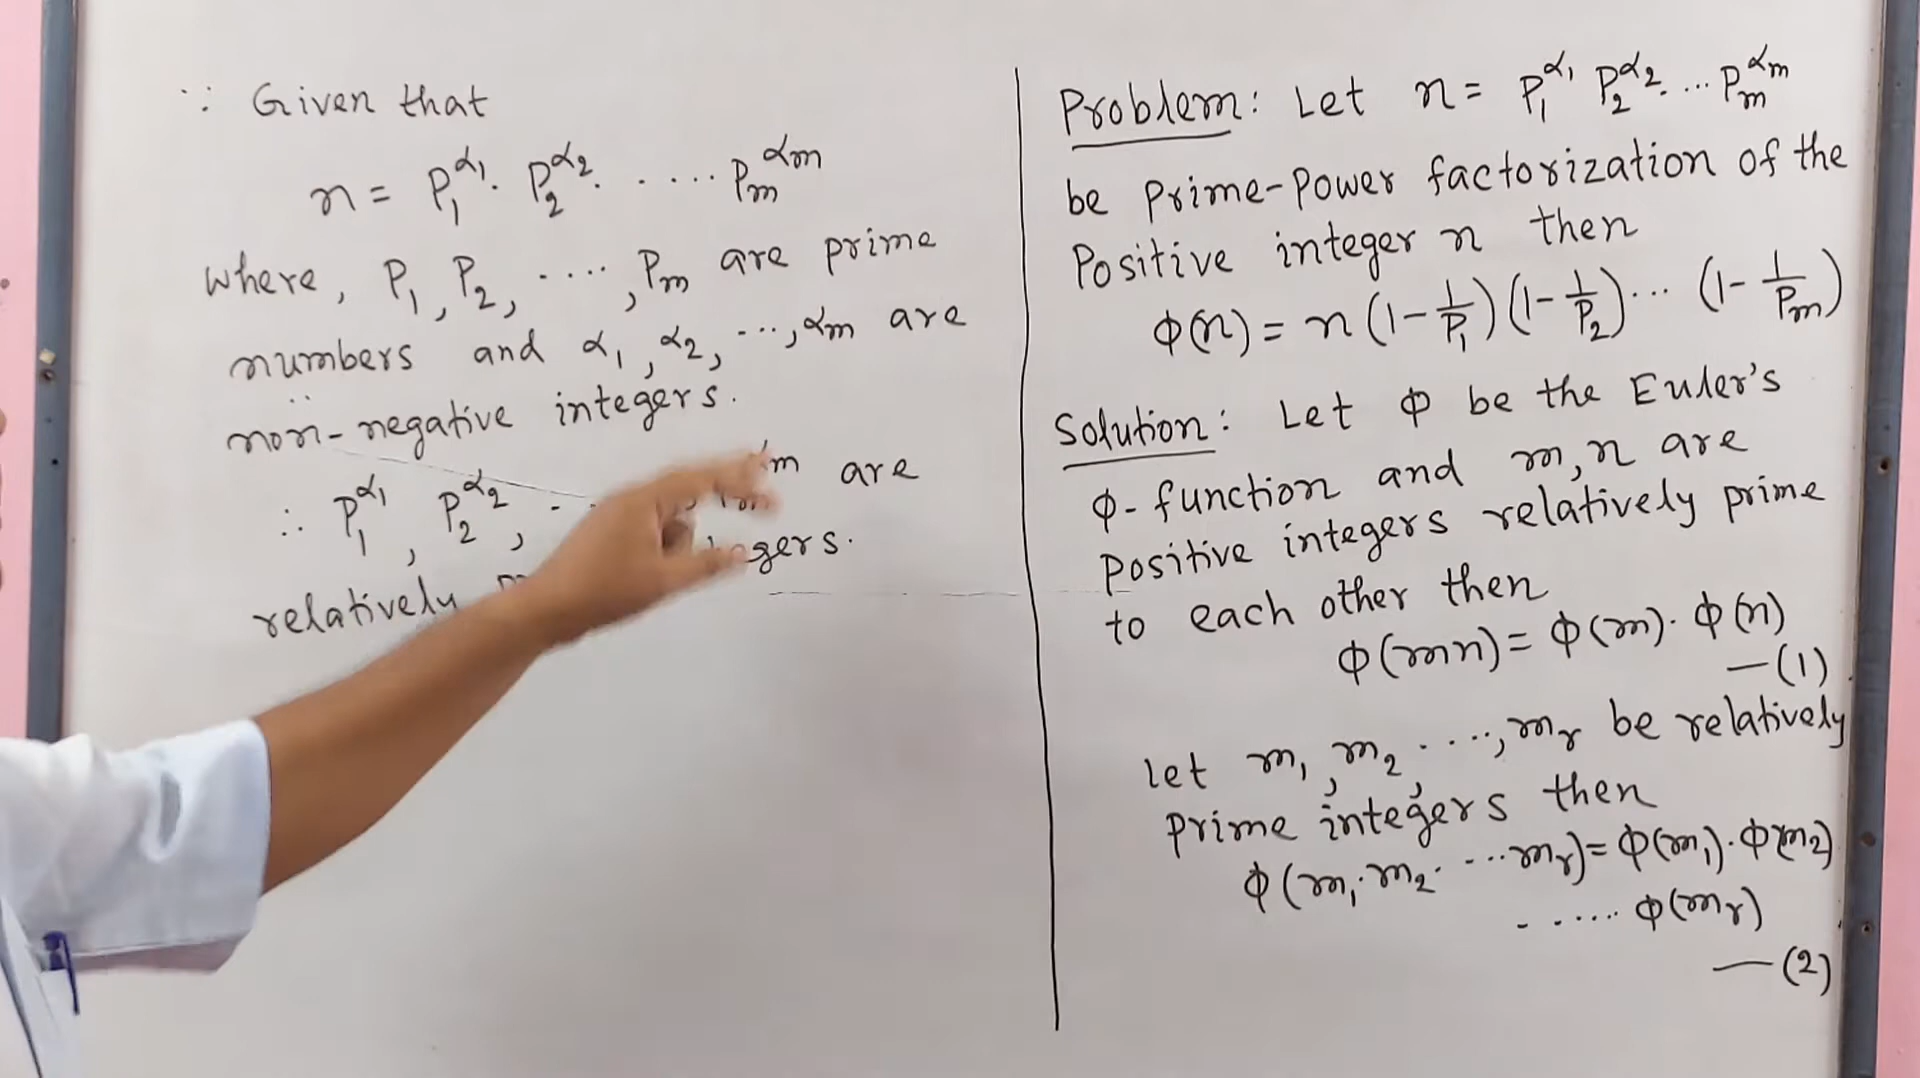 Problem: Let n = P₁^α₁ P₂^α₂. ... Pₘ^αm
be Prime-Power factorization of the
Positive integer n then
Φ(n) = n (1 - 1/P₁) (1 - 1/P₂) ... (1 - 1/Pm)
Solution: Let Φ be the Euler's
Φ- function and m, n are
Positive integers relatively prime
to each other then
Φ(mn) = Φ(m). Φ(n)
—(1)
Let m₁, m₂, ...., mᵣ be relatively
Prime integers then
Φ(m₁. m₂. ....mᵣ) = Φ(m₁). Φ(m₂)
...... Φ(mᵣ)
—(2)
∵ Given that
n = P₁^α₁. P₂^α₂. ..... Pₘ^αm
where, P₁, P₂, ....., Pm are prime
numbers and α₁, α₂, ..., αm are
non-negative integers.
∴ P₁^α₁, P₂^α₂, are
relatively